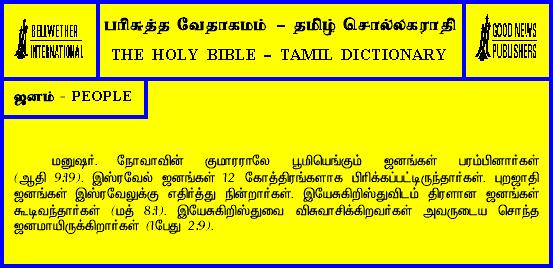 BELLWETHER
INTERNATIONAL
பரிசுத்த வேதாகமம் - தமிழ் சொல்லகராதி
THE HOLY BIBLE - TAMIL DICTIONARY
GOOD NEWS
PUBLISHERS
ஜனம் - PEOPLE
மனுஷர். நோவாவின் குமாரராலே பூமியெங்கும் ஜனங்கள் பரம்பினார்கள்
(ஆதி 9:19). இஸ்ரவேல் ஜனங்கள் 12 கோத்திரங்களாக பிரிக்கப்பட்டிருந்தார்கள். புறஜாதி
ஜனங்கள் இஸ்ரவேலுக்கு எதிர்த்து நின்றார்கள். இயேசுகிறிஸ்துவிடம் திரளான ஜனங்கள்
கூடிவந்தார்கள் (மத் 8:1). இயேசுகிறிஸ்துவை விசுவாசிக்கிறவர்கள் அவருடைய சொந்த
ஜனமாயிருக்கிறார்கள் (1பேது 2:9).